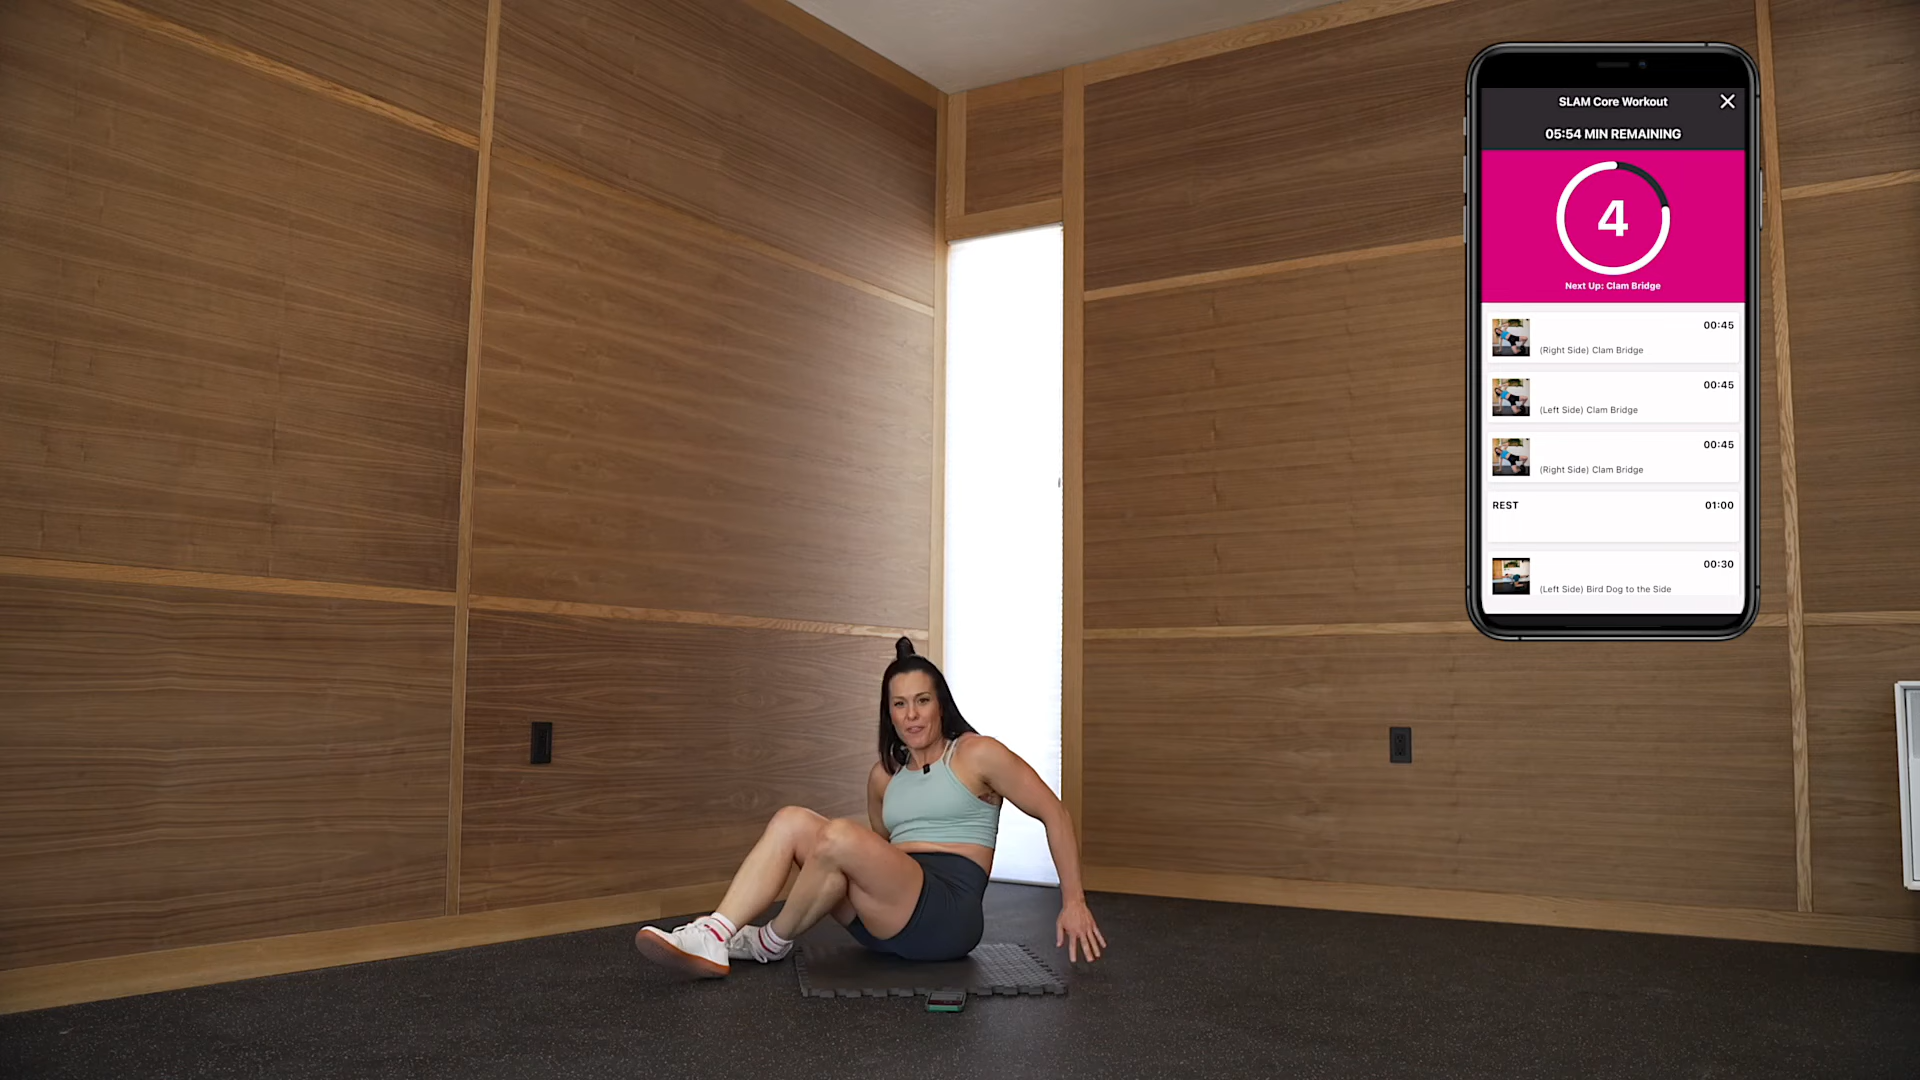 SLAM Core Workout
05:54 MIN REMAINING
4
Next Up: Clam Bridge
00:45
(Right Side) Clam Bridge
00:45
(Left Side) Clam Bridge
00:45
(Right Side) Clam Bridge
REST 01:00
00:30
(Left Side) Bird Dog to the Side